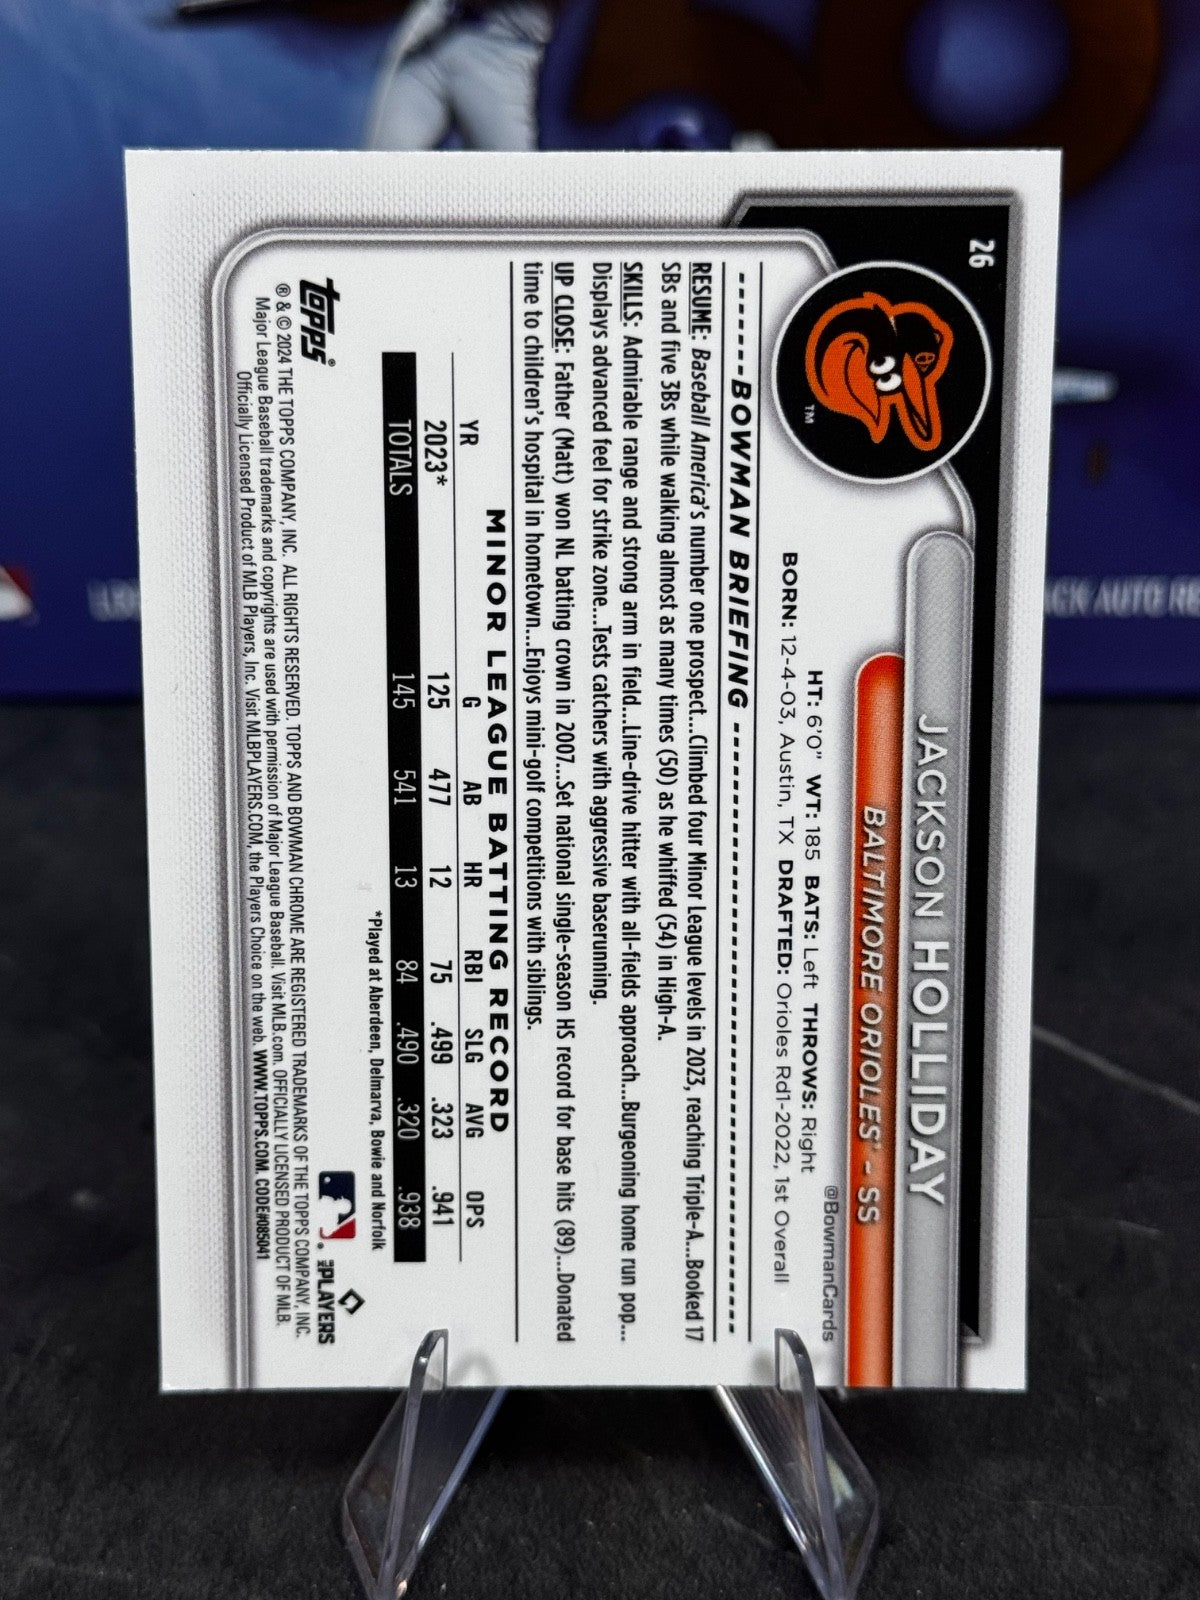 26
JACKSON HOLLIDAY
BALTIMORE ORIOLES® - SS
@BowmanCards
HT: 6'0" WT: 185 BATS: Left THROWS: Right
BORN: 12-4-03, Austin, TX DRAFTED: Orioles Rd1-2022, 1st Overall
TM
BOWMAN BRIEFING
RESUME: Baseball America's number one prospect...Climbed four Minor League levels in 2023, reaching Triple-A...Booked 17
SBs and five 3Bs while walking almost as many times (50) as he whiffed (54) in High-A.
SKILLS: Admirable range and strong arm in field...Line-drive hitter with all-fields approach...Burgeoning home run pop...
Displays advanced feel for strike zone...Tests catchers with aggressive baserunning.
UP CLOSE: Father (Matt) won NL batting crown in 2007...Set national single-season HS record for base hits (89)...Donated
time to children's hospital in hometown...Enjoys mini-golf competitions with siblings.
MINOR LEAGUE BATTING RECORD
YR G AB HR RBI SLG AVG OPS
2023* 125 477 12 75 .499 .323 .941
TOTALS 145 541 13 84 .490 .320 .938
*Played at Aberdeen, Delmarva, Bowie and Norfolk
topps®
PLAYERS
® & © 2024 THE TOPPS COMPANY, INC. ALL RIGHTS RESERVED. TOPPS AND BOWMAN CHROME ARE REGISTERED TRADEMARKS OF THE TOPPS COMPANY, INC.
Major League Baseball trademarks and copyrights are used with permission of Major League Baseball. Visit MLB.com. OFFICIALLY LICENSED PRODUCT OF MLB.
Officially Licensed Product of MLB Players, Inc. Visit MLBPLAYERS.COM, the Players Choice on the web. WWW.TOPPS.COM. CODE#085041
AUTO